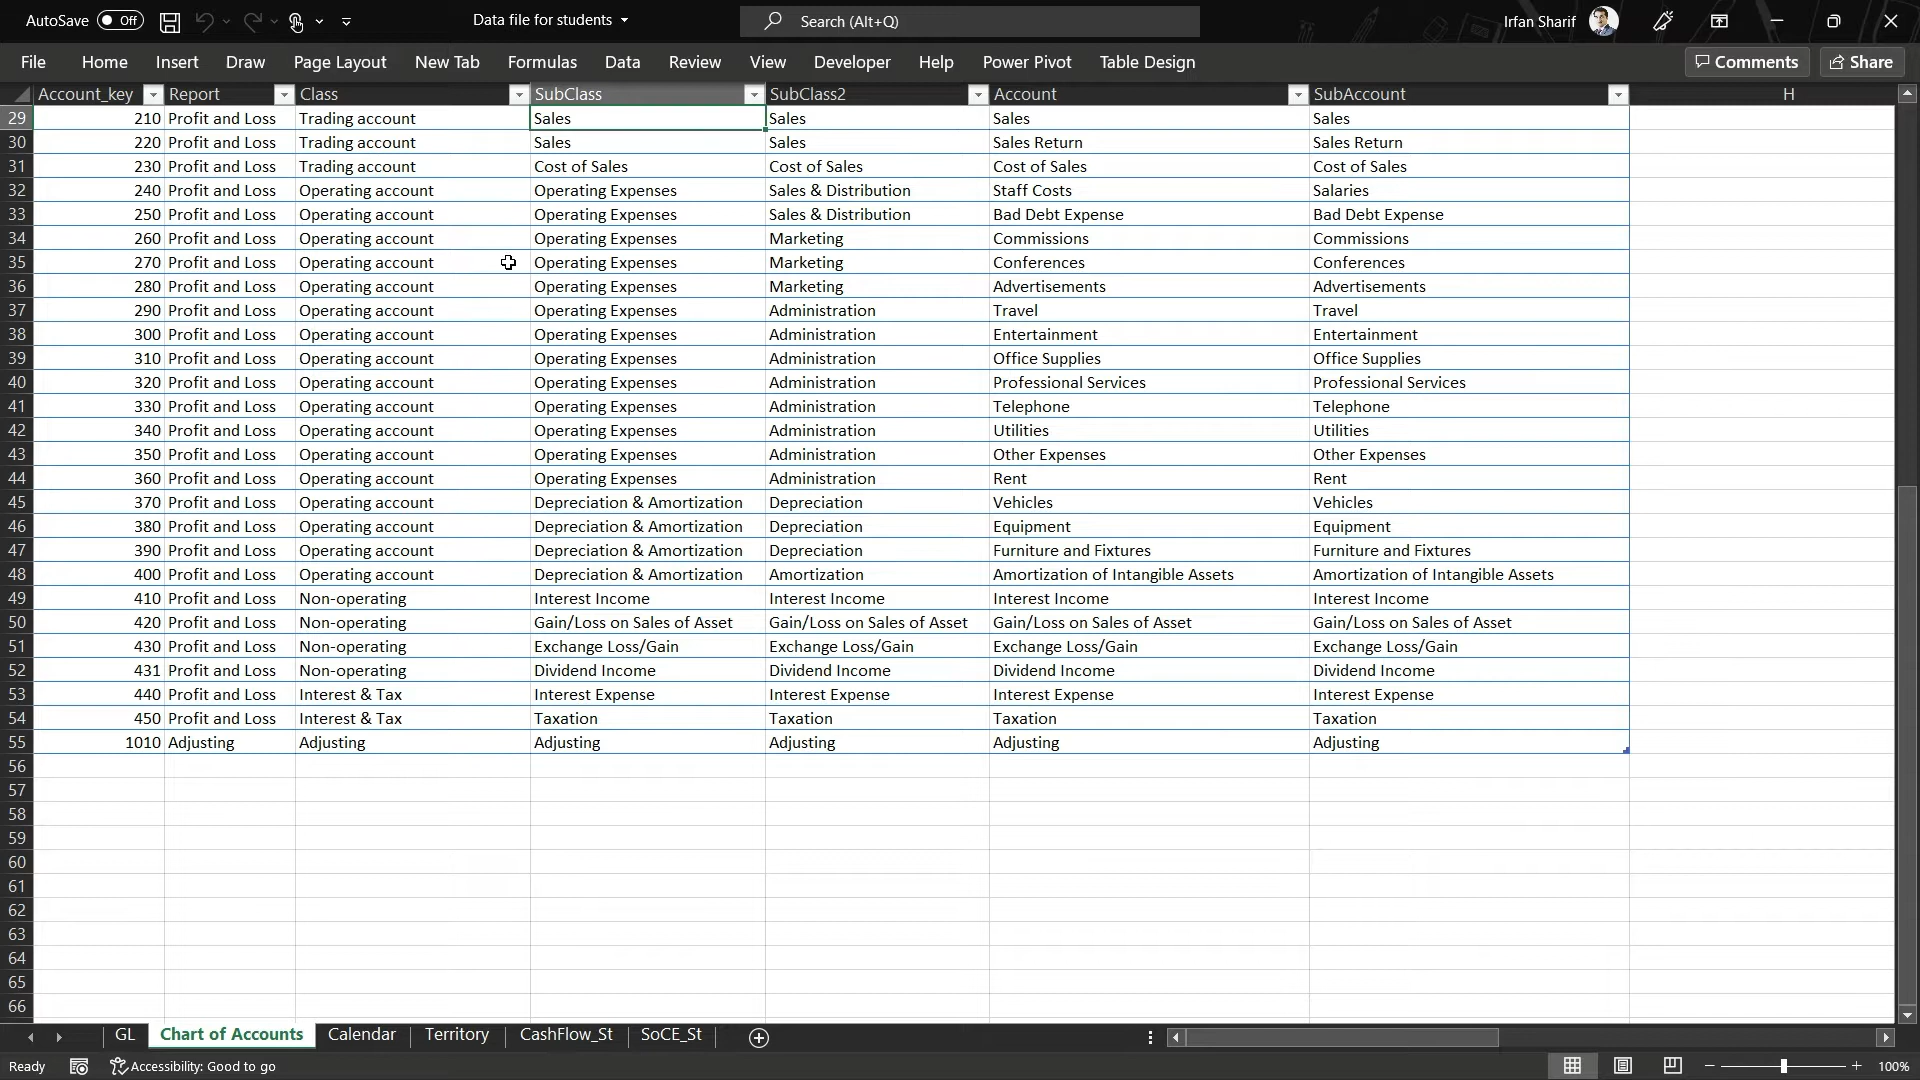 AutoSave Off Data file for students Search (Alt+Q) Irfan Sharif
File Home Insert Draw Page Layout New Tab Formulas Data Review View Developer Help Power Pivot Table Design Comments Share
Account_key Report Class SubClass SubClass2 Account SubAccount H
29 210 Profit and Loss Trading account Sales Sales Sales Sales
30 220 Profit and Loss Trading account Sales Sales Sales Return Sales Return
31 230 Profit and Loss Trading account Cost of Sales Cost of Sales Cost of Sales Cost of Sales
32 240 Profit and Loss Operating account Operating Expenses Sales & Distribution Staff Costs Salaries
33 250 Profit and Loss Operating account Operating Expenses Sales & Distribution Bad Debt Expense Bad Debt Expense
34 260 Profit and Loss Operating account Operating Expenses Marketing Commissions Commissions
35 270 Profit and Loss Operating account Operating Expenses Marketing Conferences Conferences
36 280 Profit and Loss Operating account Operating Expenses Marketing Advertisements Advertisements
37 290 Profit and Loss Operating account Operating Expenses Administration Travel Travel
38 300 Profit and Loss Operating account Operating Expenses Administration Entertainment Entertainment
39 310 Profit and Loss Operating account Operating Expenses Administration Office Supplies Office Supplies
40 320 Profit and Loss Operating account Operating Expenses Administration Professional Services Professional Services
41 330 Profit and Loss Operating account Operating Expenses Administration Telephone Telephone
42 340 Profit and Loss Operating account Operating Expenses Administration Utilities Utilities
43 350 Profit and Loss Operating account Operating Expenses Administration Other Expenses Other Expenses
44 360 Profit and Loss Operating account Operating Expenses Administration Rent Rent
45 370 Profit and Loss Operating account Depreciation & Amortization Depreciation Vehicles Vehicles
46 380 Profit and Loss Operating account Depreciation & Amortization Depreciation Equipment Equipment
47 390 Profit and Loss Operating account Depreciation & Amortization Depreciation Furniture and Fixtures Furniture and Fixtures
48 400 Profit and Loss Operating account Depreciation & Amortization Amortization Amortization of Intangible Assets Amortization of Intangible Assets
49 410 Profit and Loss Non-operating Interest Income Interest Income Interest Income Interest Income
50 420 Profit and Loss Non-operating Gain/Loss on Sales of Asset Gain/Loss on Sales of Asset Gain/Loss on Sales of Asset Gain/Loss on Sales of Asset
51 430 Profit and Loss Non-operating Exchange Loss/Gain Exchange Loss/Gain Exchange Loss/Gain Exchange Loss/Gain
52 431 Profit and Loss Non-operating Dividend Income Dividend Income Dividend Income Dividend Income
53 440 Profit and Loss Interest & Tax Interest Expense Interest Expense Interest Expense Interest Expense
54 450 Profit and Loss Interest & Tax Taxation Taxation Taxation Taxation
55 1010 Adjusting Adjusting Adjusting Adjusting Adjusting Adjusting
56
57
58
59
60
61
62
63
64
65
66
GL Chart of Accounts Calendar Territory CashFlow_St SoCE_St
Ready Accessibility: Good to go 100%